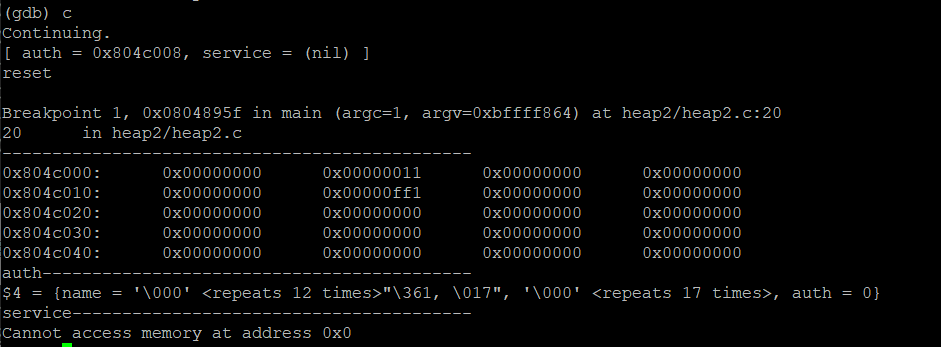 (gdb) c
Continuing.
[ auth = 0x804c008, service = (nil) ]
reset
Breakpoint 1, 0x0804895f in main (argc=1, argv=0xbffff864) at heap2/heap2.c:20
20      in heap2/heap2.c
-----------------------------------------------
0x804c000:      0x00000000      0x00000011      0x00000000      0x00000000
0x804c010:      0x00000ff1      0x00000000      0x00000000
0x804c020:      0x00000000      0x00000000      0x00000000      0x00000000
0x804c030:      0x00000000      0x00000000      0x00000000      0x00000000
0x804c040:      0x00000000      0x00000000      0x00000000      0x00000000
auth-------------------------------------------
$4 = {name = '\000' <repeats 12 times>"\361, \017", '\000' <repeats 17 times>, auth = 0}
service----------------------------------------
Cannot access memory at address 0x0